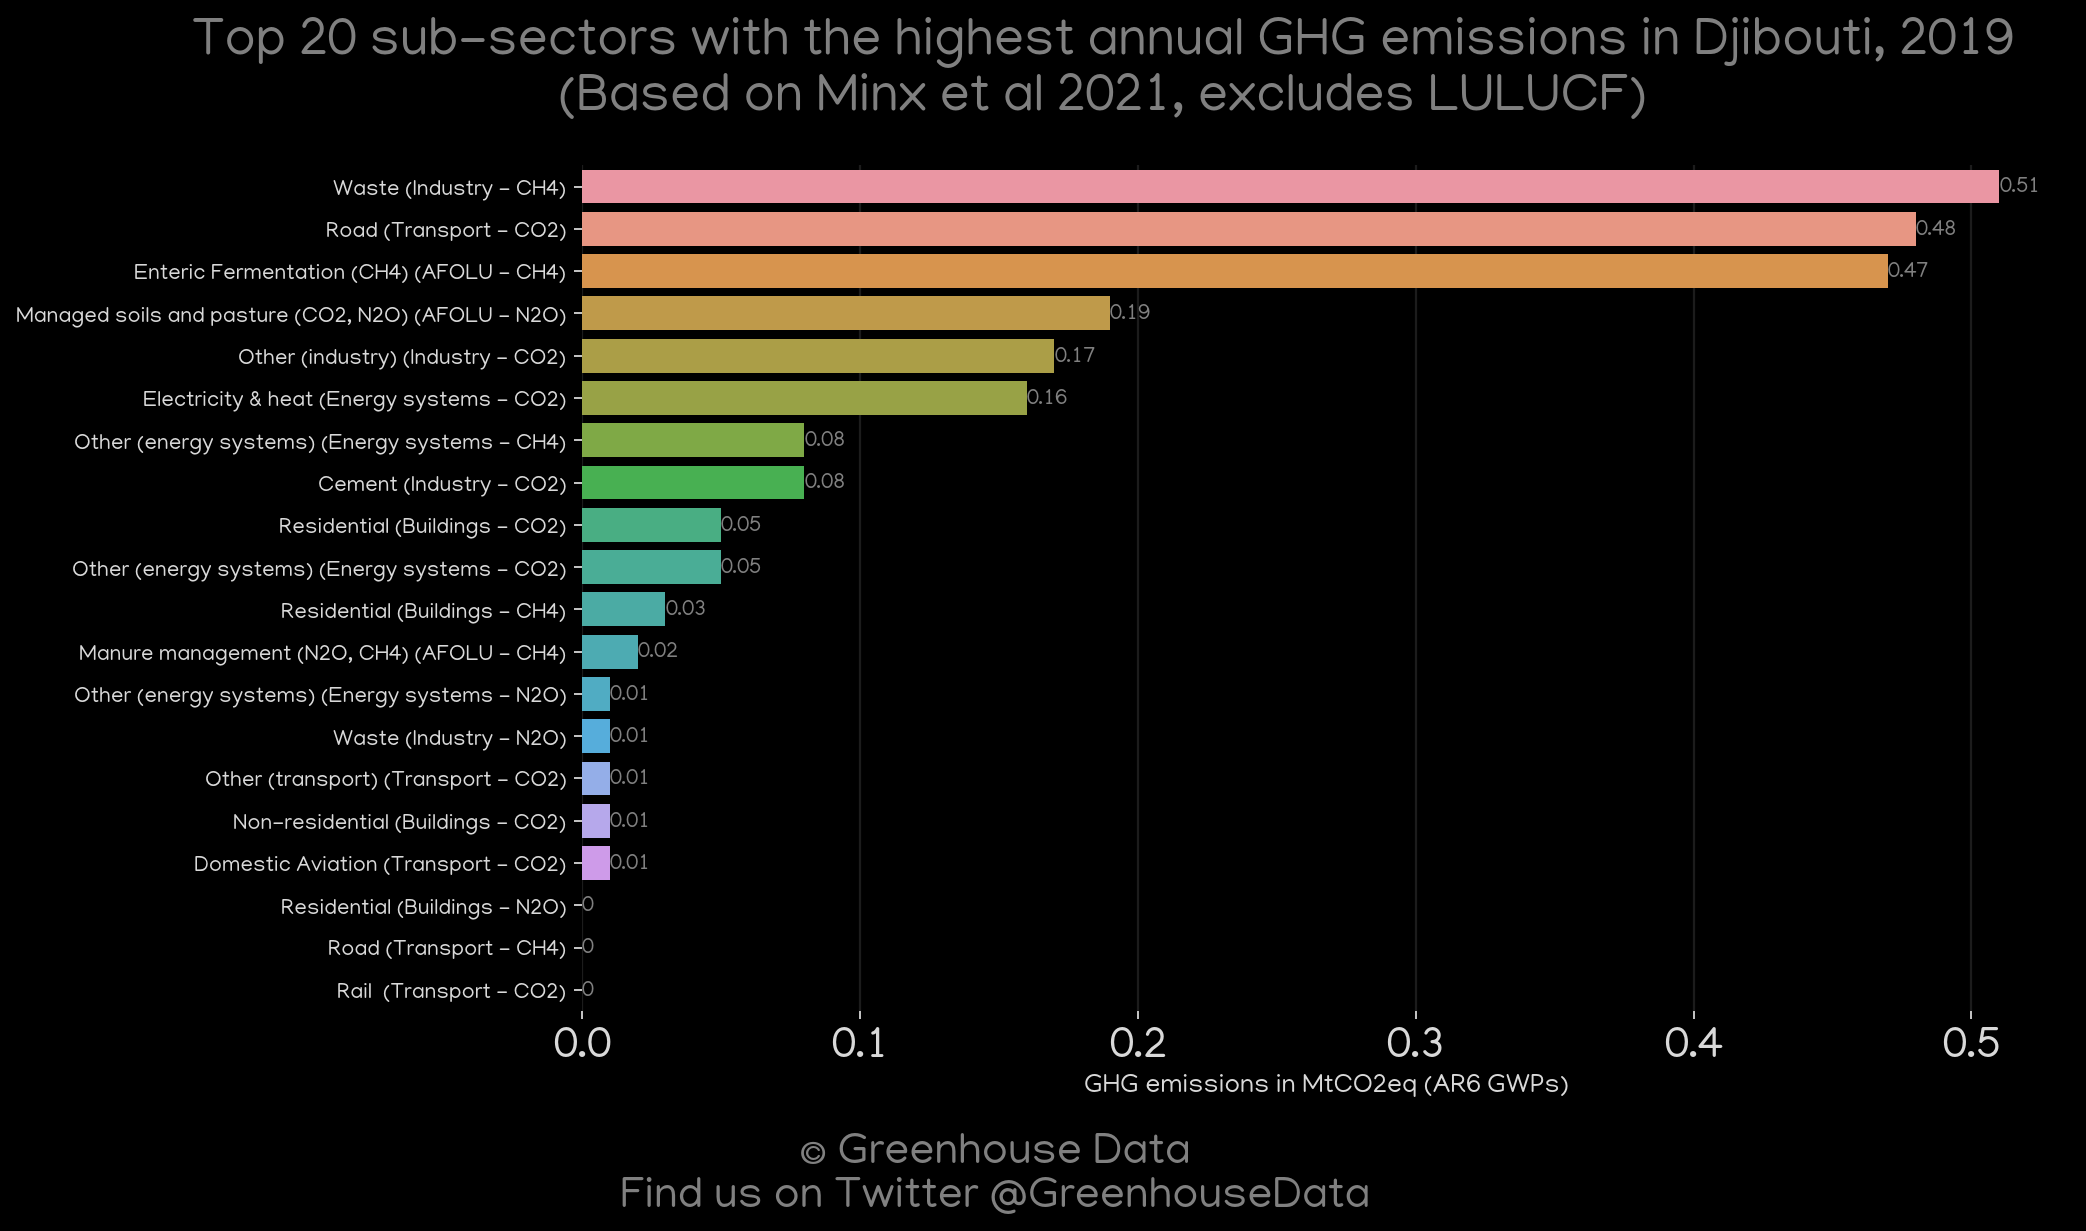 Top 20 sub-sectors with the highest annual GHG emissions in Djibouti, 2019
(Based on Minx et al 2021, excludes LULUCF)
Waste (Industry - CH4) 0.51
Road (Transport - CO2) 0.48
Enteric Fermentation (CH4) (AFOLU - CH4) 0.47
Managed soils and pasture (CO2, N2O) (AFOLU - N2O) 0.19
Other (industry) (Industry - CO2) 0.17
Electricity & heat (Energy systems - CO2) 0.16
Other (energy systems) (Energy systems - CH4) 0.08
Cement (Industry - CO2) 0.08
Residential (Buildings - CO2) 0.05
Other (energy systems) (Energy systems - CO2) 0.05
Residential (Buildings - CH4) 0.03
Manure management (N2O, CH4) (AFOLU - CH4) 0.02
Other (energy systems) (Energy systems - N2O) 0.01
Waste (Industry - N2O) 0.01
Other (transport) (Transport - CO2) 0.01
Non-residential (Buildings - CO2) 0.01
Domestic Aviation (Transport - CO2) 0.01
Residential (Buildings - N2O) 0
Road (Transport - CH4) 0
Rail (Transport - CO2) 0
0.0 0.1 0.2 0.3 0.4 0.5
GHG emissions in MtCO2eq (AR6 GWPs)
© Greenhouse Data
Find us on Twitter @GreenhouseData